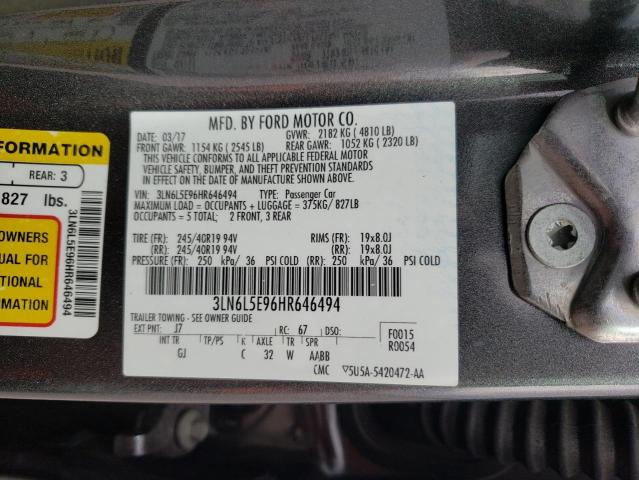 MFD. BY FORD MOTOR CO.
DATE: 03/17 GVWR: 2182 KG ( 4810 LB)
FRONT GAWR: 1154 KG ( 2545 LB) REAR GAWR: 1052 KG ( 2320 LB)
THIS VEHICLE CONFORMS TO ALL APPLICABLE FEDERAL MOTOR
VEHICLE SAFETY, BUMPER, AND THEFT PREVENTION STANDARDS
IN EFFECT ON THE DATE OF MANUFACTURE SHOWN ABOVE.
VIN: 3LN6L5E96HR646494 TYPE: Passenger Car
MAXIMUM LOAD = OCCUPANTS + LUGGAGE = 375KG/ 827LB
OCCUPANTS = 5 TOTAL: 2 FRONT, 3 REAR
TIRE (FR): 245/40R19 94V RIMS (FR): 19x8.0J
(RR): 245/40R19 94V (RR): 19x8.0J
PRESSURE (FR): 250 kPa/ 36 PSI COLD (RR): 250 kPa/ 36 PSI COLD
3LN6L5E96HR646494
TRAILER TOWING - SEE OWNER GUIDE
EXT PNT: J7 RC: 67 DSO: F0015
INT TR TP/PS K AXLE TR SPR R0054
GJ C 32 W AABB
CMC 5U5A-5420472-AA
FORMATION
REAR: 3
827 lbs.
OWNERS
UAL FOR
TIONAL
MATION
3LN6L5E96HR646494